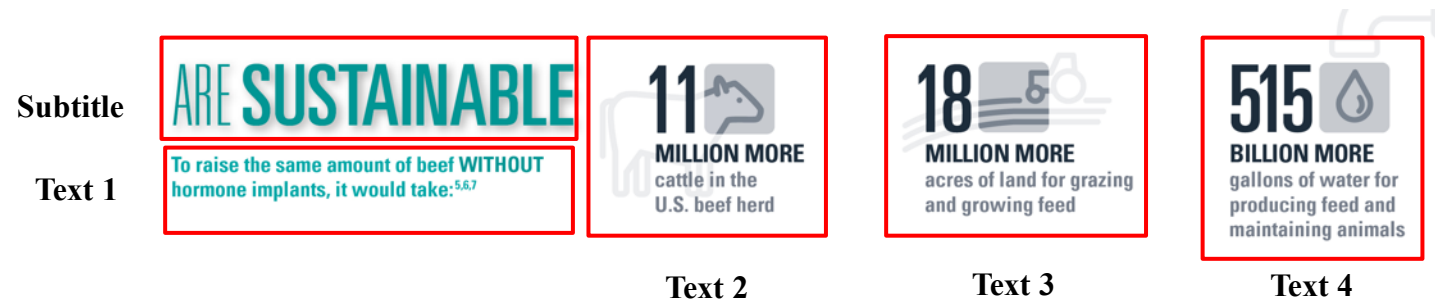 Subtitle
ARE SUSTAINABLE
Text 1
To raise the same amount of beef WITHOUT
hormone implants, it would take:5,6,7
11
MILLION MORE
cattle in the
U.S. beef herd
Text 2
18
MILLION MORE
acres of land for grazing
and growing feed
Text 3
515
BILLION MORE
gallons of water for
producing feed and
maintaining animals
Text 4